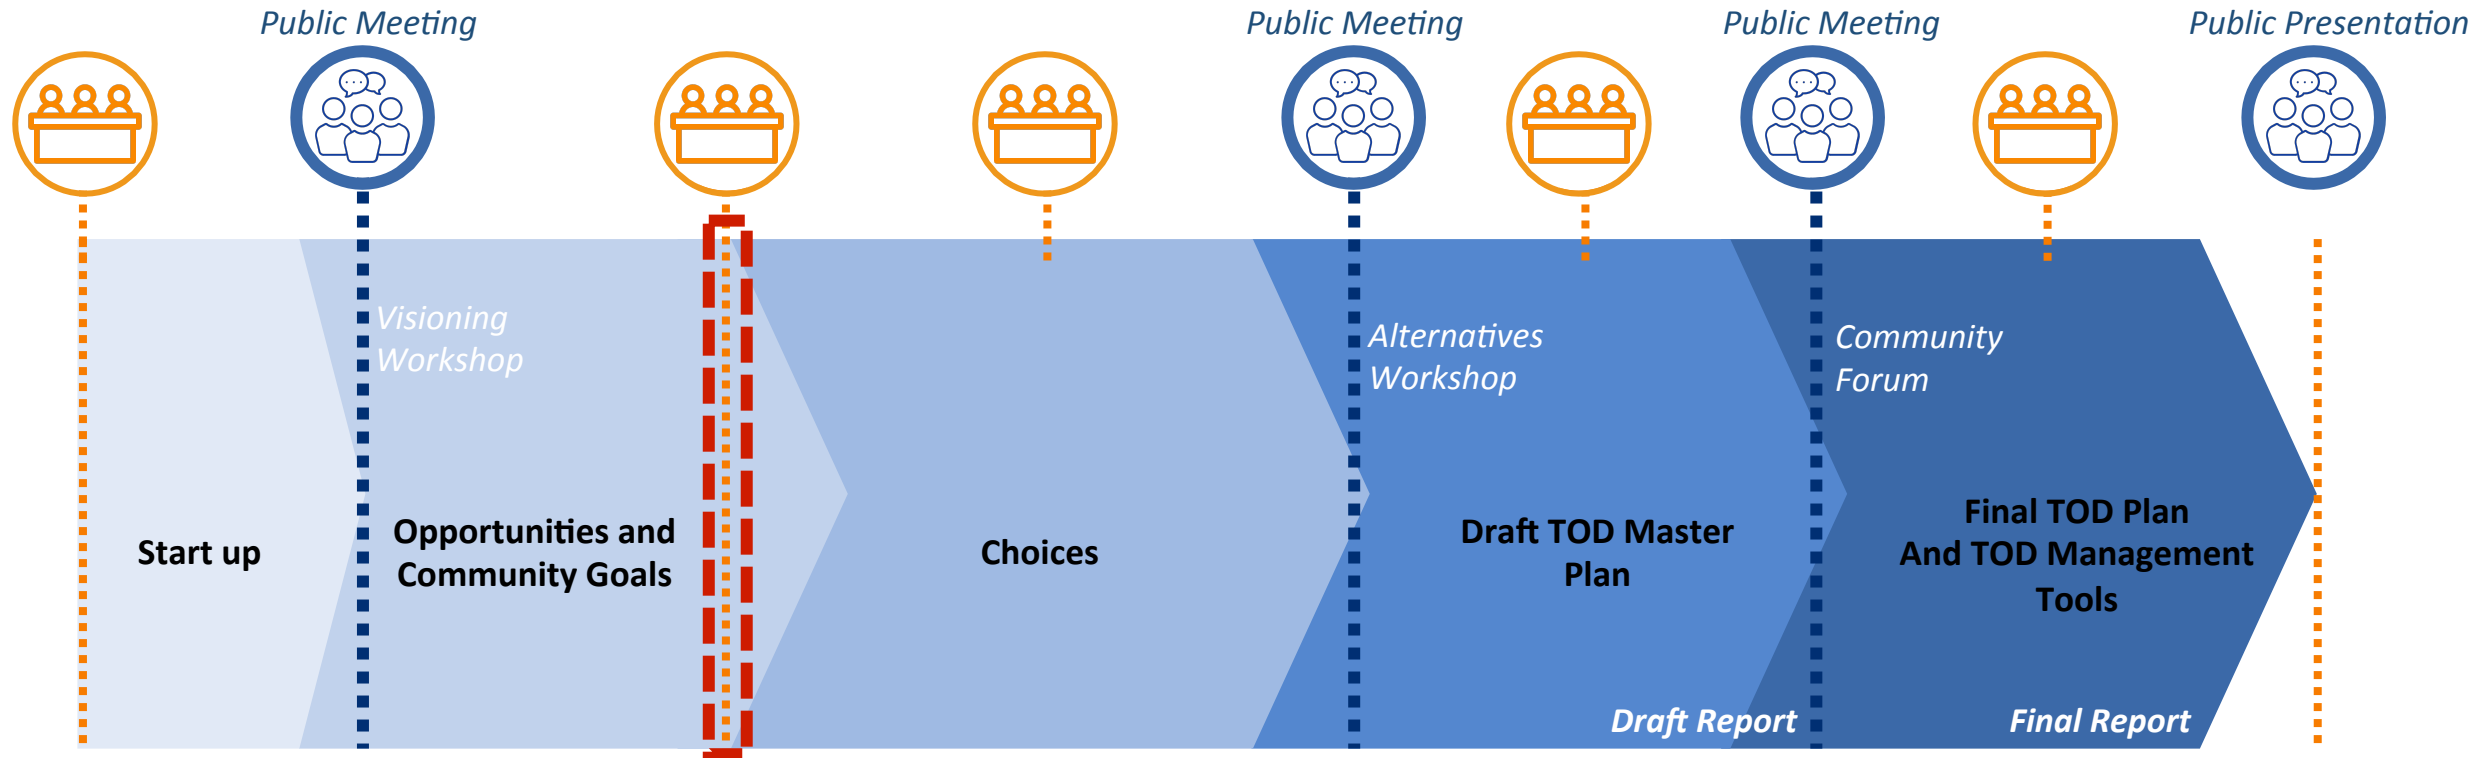 Public Meeting
Public Meeting
Public Meeting
Public Presentation
Visioning
Workshop
Alternatives
Workshop
Community
Forum
Start up
Opportunities and
Community Goals
Choices
Draft TOD Master
Plan
Final TOD Plan
And TOD Management
Tools
Draft Report
Final Report